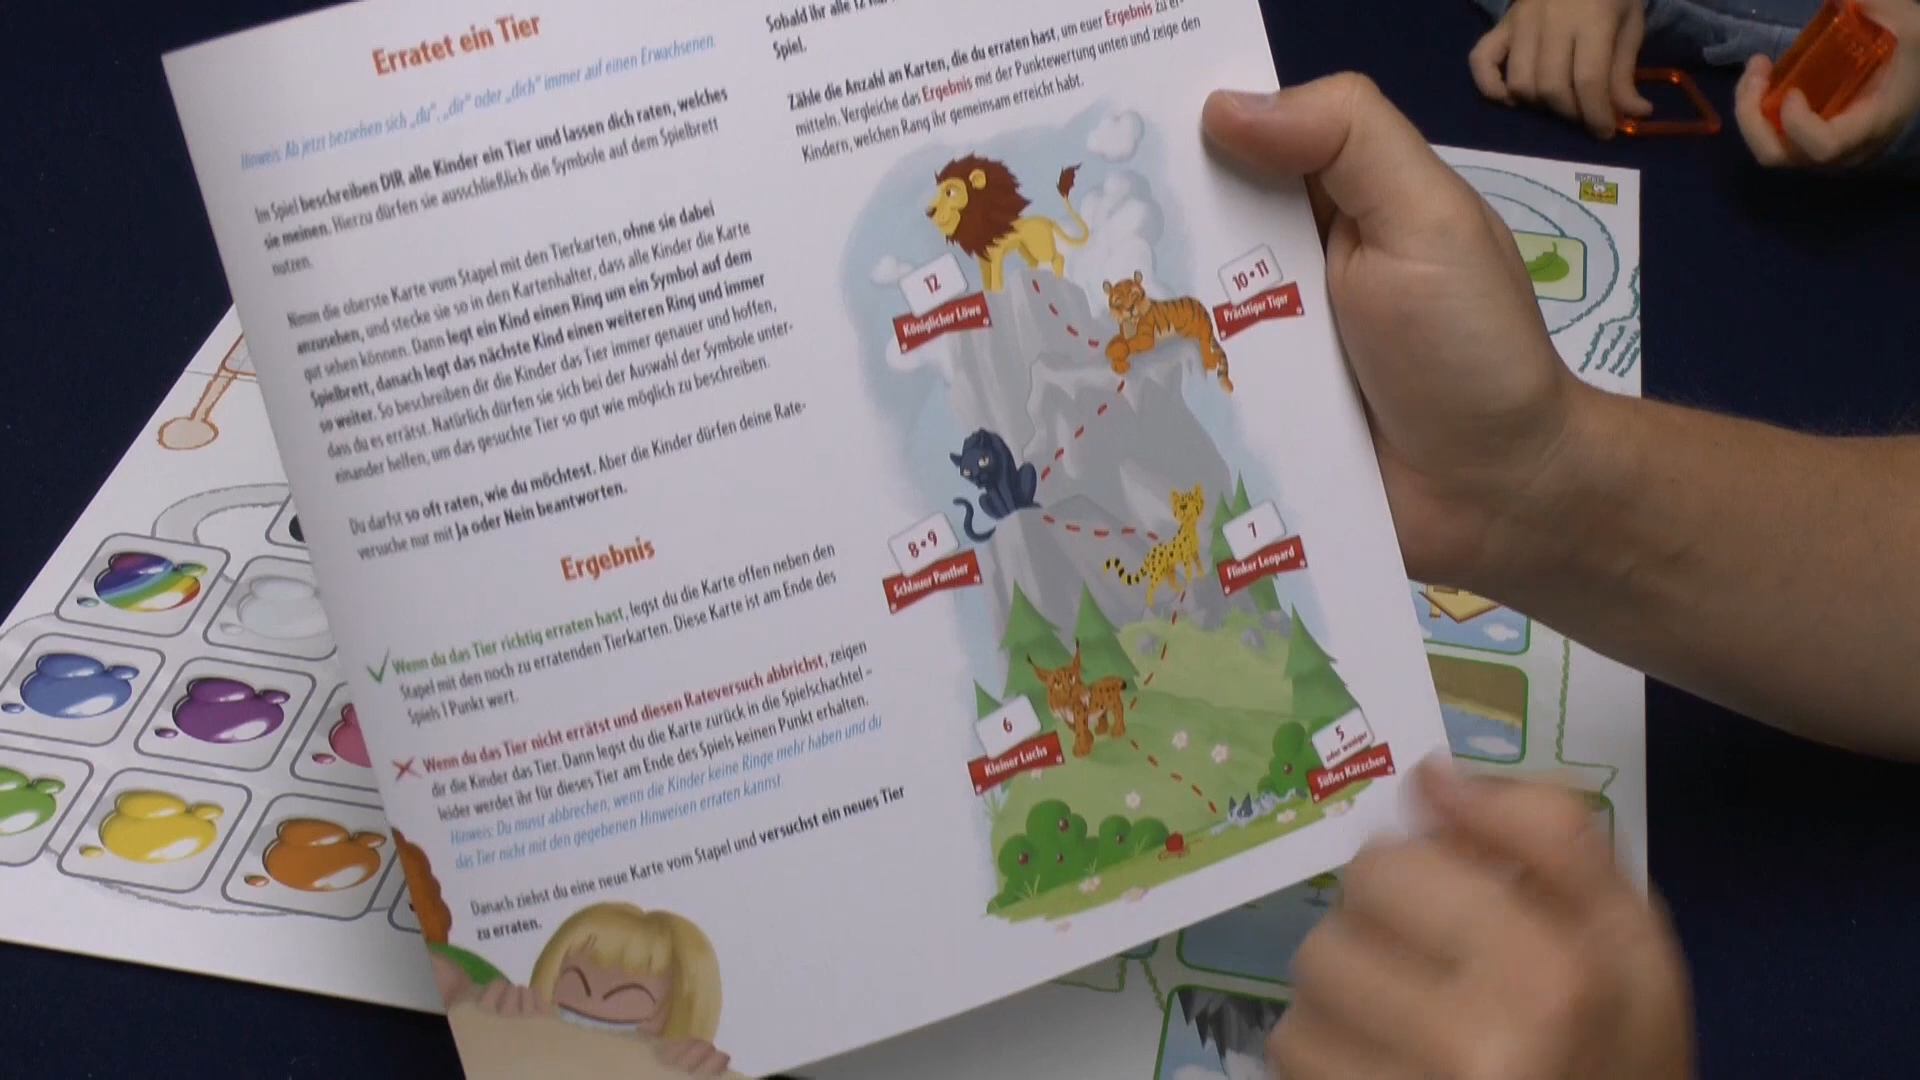 Erratet ein Tier
Hinweis: Ab jetzt beziehen sich „du“, „dir“ oder „dich“ immer auf einen Erwachsenen.
Im Spiel beschreiben DIR alle Kinder ein Tier und lassen dich raten, welches
sie meinen. Hierzu dürfen sie ausschließlich die Symbole auf dem Spielbrett
nutzen.
Nimm die oberste Karte vom Stapel mit den Tierkarten, ohne sie dabei
anzusehen, und stecke sie so in den Kartenhalter, dass alle Kinder die Karte
gut sehen können. Dann legt ein Kind einen Ring um ein Symbol auf dem
Spielbrett, danach legt das nächste Kind einen weiteren Ring und immer
so weiter. So beschreiben dir die Kinder das Tier immer genauer und hoffen,
dass du es errätst. Natürlich dürfen sie sich bei der Auswahl der Symbole unter-
einander helfen, um das gesuchte Tier so gut wie möglich zu beschreiben.
Du darfst so oft raten, wie du möchtest. Aber die Kinder dürfen deine Rate-
versuche nur mit Ja oder Nein beantworten.
Ergebnis
Wenn du das Tier richtig erraten hast, legst du die Karte offen neben den
Stapel mit den noch zu erratenden Tierkarten. Diese Karte ist am Ende des
Spiels 1 Punkt wert.
Wenn du das Tier nicht errätst und diesen Rateversuch abbrichst, zeigen
dir die Kinder das Tier. Dann legst du die Karte zurück in die Spielschachtel –
leider werdet ihr für dieses Tier am Ende des Spiels keinen Punkt erhalten.
Hinweis: Du musst abbrechen, wenn die Kinder keine Ringe mehr haben und du
das Tier nicht mit den gegebenen Hinweisen erraten kannst.
Danach ziehst du eine neue Karte vom Stapel und versuchst ein neues Tier
zu erraten.
Sobald ihr alle 12
Spiel.
Zähle die Anzahl an Karten, die du erraten hast, um euer Ergebnis zu er-
mitteln. Vergleiche das Ergebnis mit der Punktewertung unten und zeige den
Kindern, welchen Rang ihr gemeinsam erreicht habt.
12
Königlicher Löwe
10•11
Prächtiger Tiger
8•9
Schlauer Panther
7
Flinker Leopard
6
Kleiner Luchs
5
oder weniger
Süßes Kätzchen